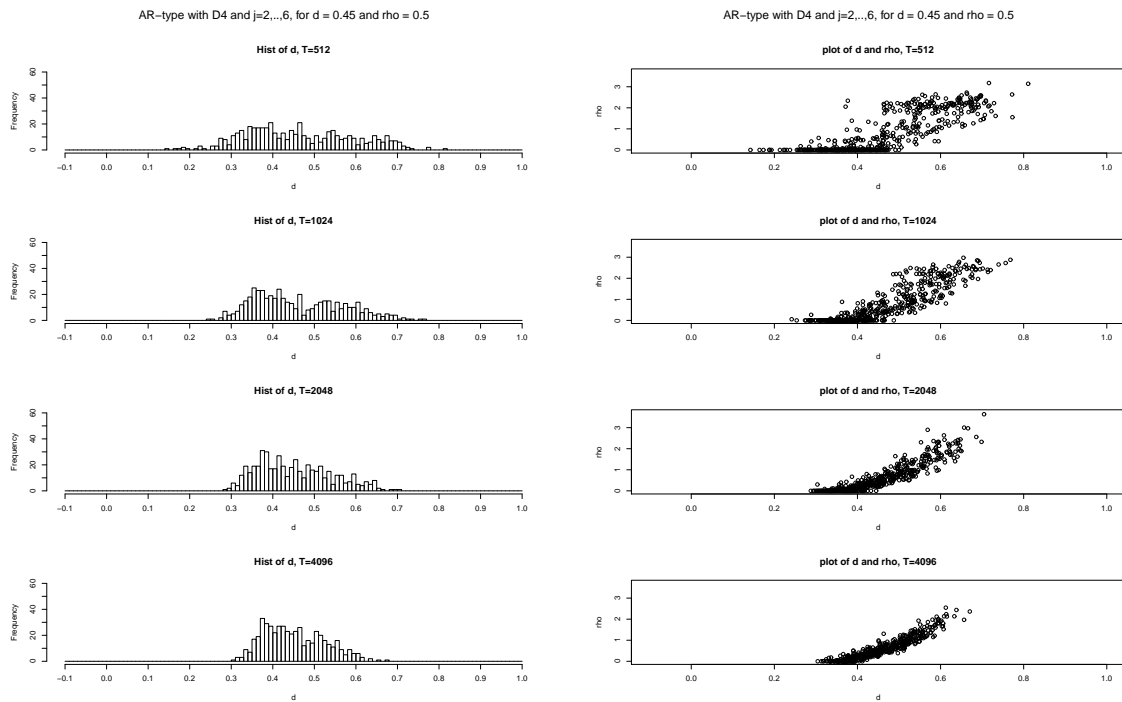 AR−type with D4 and j=2,..,6, for d = 0.45 and rho = 0.5
Hist of d, T=512
Frequency
0 20 40 60
−0.1 0.0 0.1 0.2 0.3 0.4 0.5 0.6 0.7 0.8 0.9 1.0
d
Hist of d, T=1024
Frequency
0 20 40 60
−0.1 0.0 0.1 0.2 0.3 0.4 0.5 0.6 0.7 0.8 0.9 1.0
d
Hist of d, T=2048
Frequency
0 20 40 60
−0.1 0.0 0.1 0.2 0.3 0.4 0.5 0.6 0.7 0.8 0.9 1.0
d
Hist of d, T=4096
Frequency
0 20 40 60
−0.1 0.0 0.1 0.2 0.3 0.4 0.5 0.6 0.7 0.8 0.9 1.0
d
AR−type with D4 and j=2,..,6, for d = 0.45 and rho = 0.5
plot of d and rho, T=512
rho
0 1 2 3
0.0 0.2 0.4 0.6 0.8 1.0
d
plot of d and rho, T=1024
rho
0 1 2 3
0.0 0.2 0.4 0.6 0.8 1.0
d
plot of d and rho, T=2048
rho
0 1 2 3
0.0 0.2 0.4 0.6 0.8 1.0
d
plot of d and rho, T=4096
rho
0 1 2 3
0.0 0.2 0.4 0.6 0.8 1.0
d